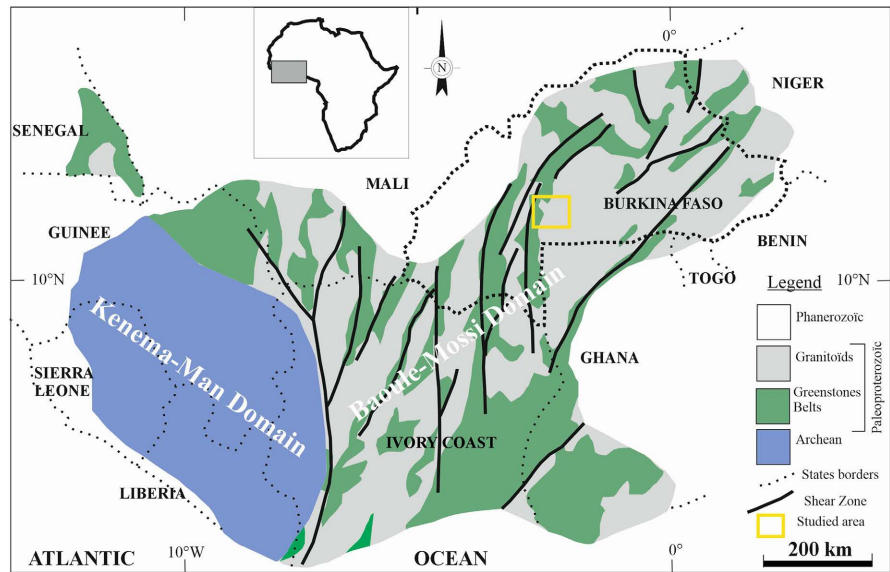 0°
N
NIGER
SENEGAL
MALI
BURKINA FASO
GUINEE
BENIN
TOGO
10°N
10°N
Legend
Phanerozoïc
Granitoïds
Greenstones
Belts
Paleoproterozoïc
Archean
States borders
Shear Zone
Studied area
200 km
Kenema-Man Domain
Baoule-Mossi Domain
GHANA
SIERRA
LEONE
IVORY COAST
LIBERIA
ATLANTIC
10°W
OCEAN
0°